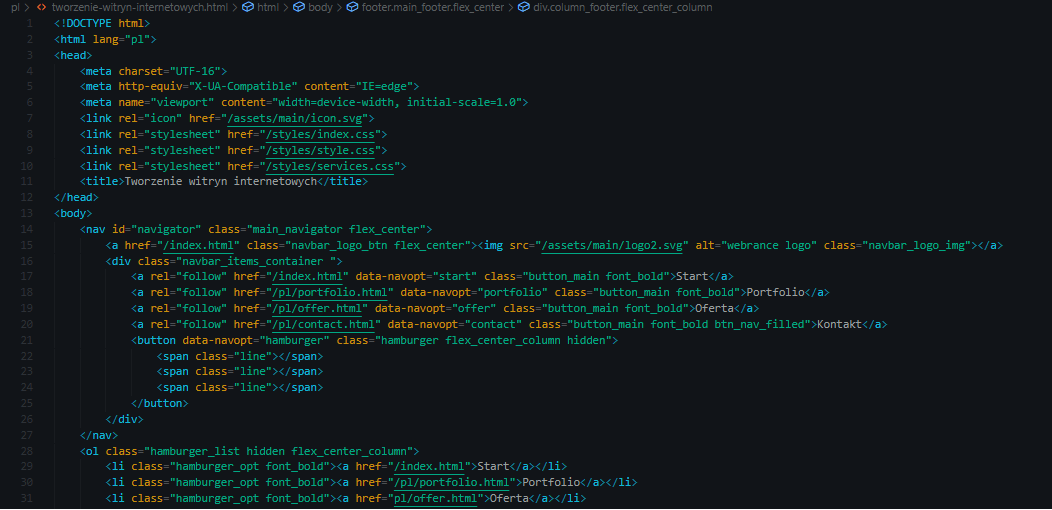 pl > tworzenie-witryn-internetowych.html > html > body > footer.main_footer.flex_center > div.column_footer.flex_center_column
1 <!DOCTYPE html>
2 <html lang="pl">
3 <head>
4 <meta charset="UTF-16">
5 <meta http-equiv="X-UA-Compatible" content="IE=edge">
6 <meta name="viewport" content="width=device-width, initial-scale=1.0">
7 <link rel="icon" href="/assets/main/icon.svg">
8 <link rel="stylesheet" href="/styles/index.css">
9 <link rel="stylesheet" href="/styles/style.css">
10 <link rel="stylesheet" href="/styles/services.css">
11 <title>Tworzenie witryn internetowych</title>
12 </head>
13 <body>
14 <nav id="navigator" class="main_navigator flex_center">
15 <a href="/index.html" class="navbar_logo_btn flex_center"><img src="/assets/main/logo2.svg" alt="webrance logo" class="navbar_logo_img"></a>
16 <div class="navbar_items_container ">
17 <a rel="follow" href="/index.html" data-navopt="start" class="button_main font_bold">Start</a>
18 <a rel="follow" href="/pl/portfolio.html" data-navopt="portfolio" class="button_main font_bold">Portfolio</a>
19 <a rel="follow" href="/pl/offer.html" data-navopt="offer" class="button_main font_bold">Oferta</a>
20 <a rel="follow" href="/pl/contact.html" data-navopt="contact" class="button_main font_bold btn_nav_filled">Kontakt</a>
21 <button data-navopt="hamburger" class="hamburger flex_center_column hidden">
22 <span class="line"></span>
23 <span class="line"></span>
24 <span class="line"></span>
25 </button>
26 </div>
27 </nav>
28 <ol class="hamburger_list hidden flex_center_column">
29 <li class="hamburger_opt font_bold"><a href="/index.html">Start</a></li>
30 <li class="hamburger_opt font_bold"><a href="/pl/portfolio.html">Portfolio</a></li>
31 <li class="hamburger_opt font_bold"><a href="pl/offer.html">Oferta</a></li>